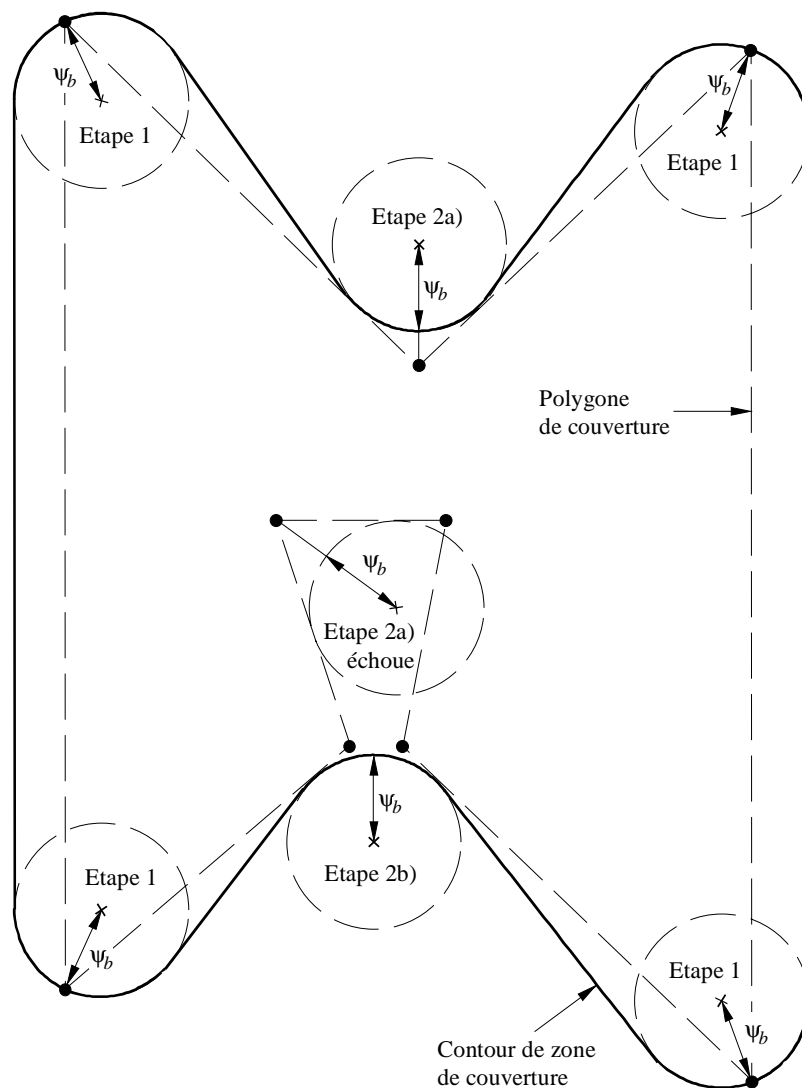 ψb
Etape 1
ψb
Etape 1
Etape 2a)
ψb
Polygone
de couverture
ψb
Etape 2a)
échoue
ψb
Etape 1
Etape 2b)
ψb
Etape 1
ψb
Contour de zone
de couverture